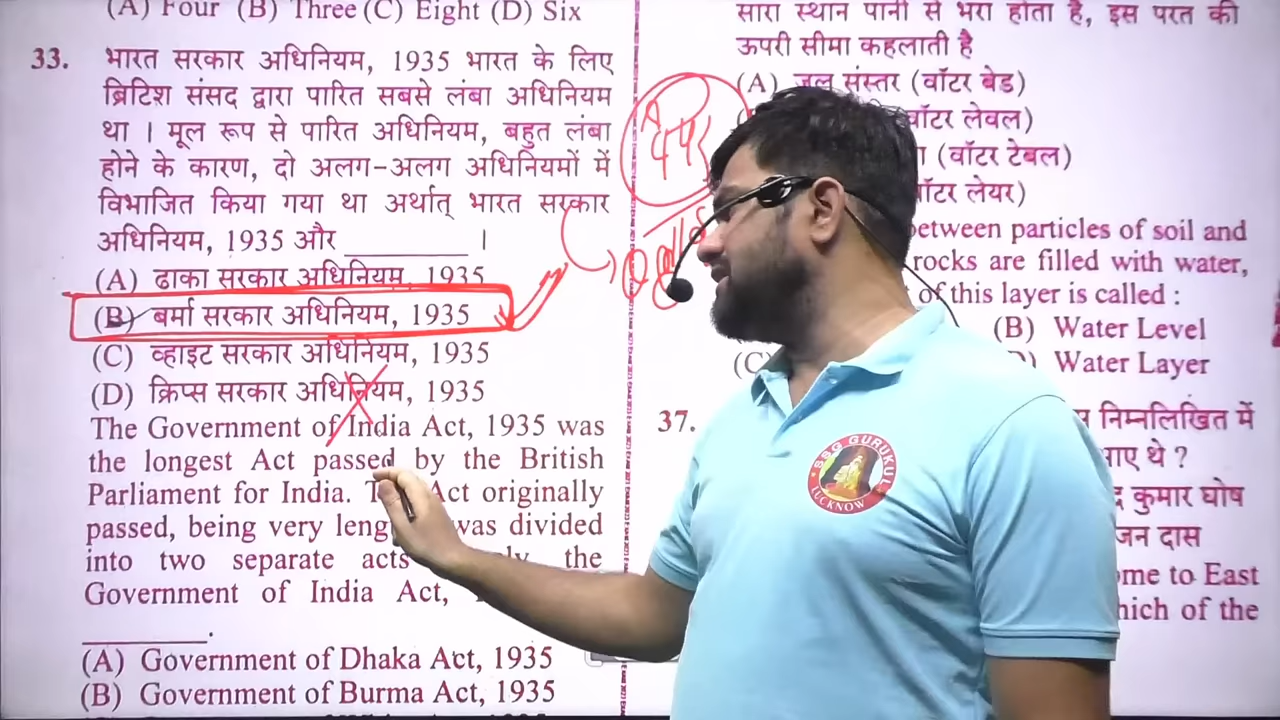 (A) Four (B) Three (C) Eight (D) Six
33. भारत सरकार अधिनियम, 1935 भारत के लिए
ब्रिटिश संसद द्वारा पारित सबसे लंबा अधिनियम
था । मूल रूप से पारित अधिनियम, बहुत लंबा
होने के कारण, दो अलग-अलग अधिनियमों में
विभाजित किया गया था अर्थात् भारत सरकार
अधिनियम, 1935 और __________ ।
(A) ढाका सरकार अधिनियम, 1935
(B) बर्मा सरकार अधिनियम, 1935
(C) व्हाइट सरकार अधिनियम, 1935
(D) क्रिप्स सरकार अधिनियम, 1935
The Government of India Act, 1935 was
the longest Act passed by the British
Parliament for India. Act originally
passed, being very was divided
into two separate acts the
Government of India Act,
__________.
(A) Government of Dhaka Act, 1935
(B) Government of Burma Act, 1935
सारा स्थान पानी से भरा होता है, इस परत की
ऊपरी सीमा कहलाती है
(A) जल संस्तर (वॉटर बेड)
वॉटर लेवल)
(वॉटर टेबल)
वॉटर लेयर)
between particles of soil and
rocks are filled with water,
of this layer is called :
(B) Water Level
Water Layer
37. निम्नलिखित में
गए थे ?
कुमार घोष
दास
to East
which of the
SSG GURUKUL
LUCKNOW